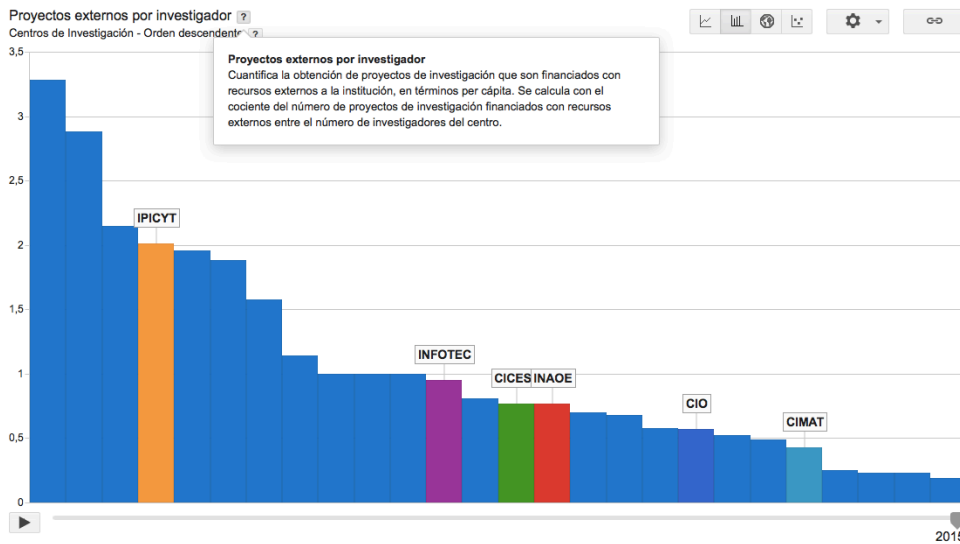 Proyectos externos por investigador ?
Centros de Investigación - Orden descendente ?
Proyectos externos por investigador
Cuantifica la obtención de proyectos de investigación que son financiados con
recursos externos a la institución, en términos per cápita. Se calcula con el
cociente del número de proyectos de investigación financiados con recursos
externos entre el número de investigadores del centro.
3,5
3
2,5
IPICYT
2
1,5
INFOTEC
1
CICES INAOE
CIO
CIMAT
0,5
0
2015